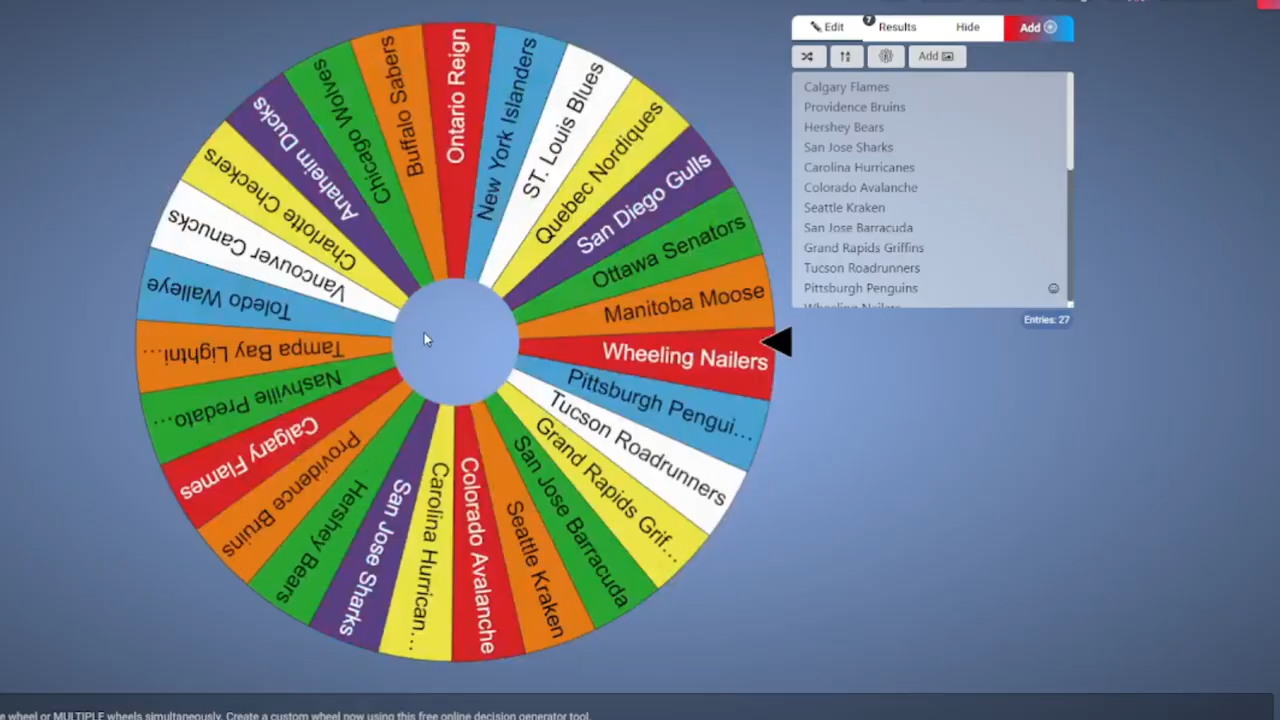 Edit
7
Results
Hide
Add
Add
Calgary Flames
Providence Bruins
Hershey Bears
San Jose Sharks
Carolina Hurricanes
Colorado Avalanche
Seattle Kraken
San Jose Barracuda
Grand Rapids Griffins
Tucson Roadrunners
Pittsburgh Penguins
Wheeling Nailers
Entries: 27
Ontario Reign
New York Islanders
ST. Louis Blues
Quebec Nordiques
San Diego Gulls
Ottawa Senators
Manitoba Moose
Wheeling Nailers
Pittsburgh Pengui...
Tucson Roadrunners
Grand Rapids Grif...
San Jose Barracuda
Seattle Kraken
Colorado Avalanche
Carolina Hurrican...
San Jose Sharks
Hershey Bears
Providence Bruins
Calgary Flames
Nashville Predato...
Tampa Bay Lightni...
Toledo Walleye
Vancouver Canucks
Charlotte Checkers
Anaheim Ducks
Chicago Wolves
Buffalo Sabers
e wheel or MULTIPLE wheels simultaneously. Create a custom wheel now using this free online decision generator tool.